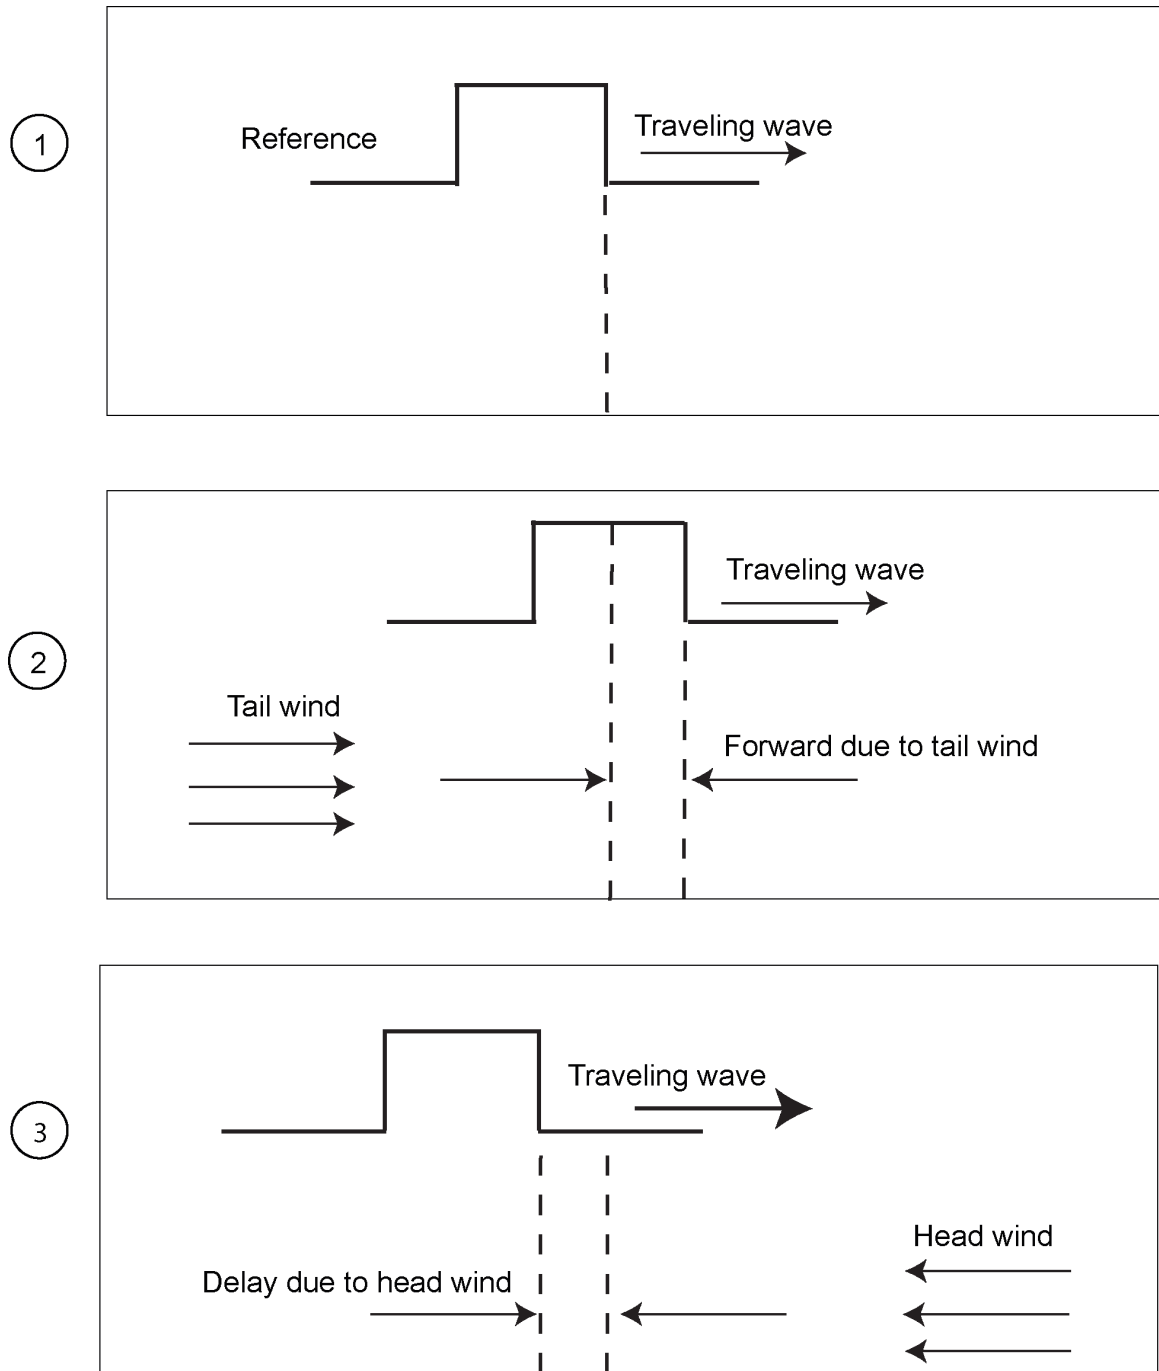 1
Reference
Traveling wave
2
Traveling wave
Tail wind
Forward due to tail wind
3
Traveling wave
Head wind
Delay due to head wind